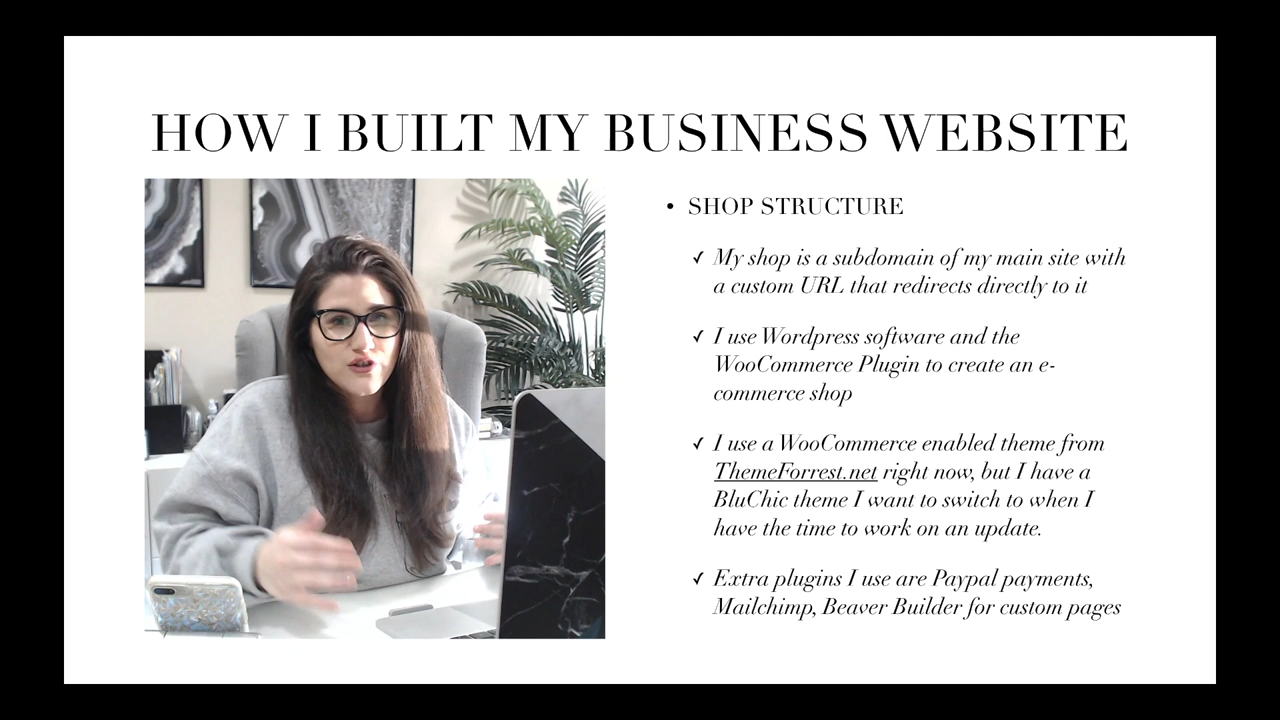 HOW I BUILT MY BUSINESS WEBSITE
• SHOP STRUCTURE
✓ My shop is a subdomain of my main site with
a custom URL that redirects directly to it
✓ I use Wordpress software and the
WooCommerce Plugin to create an e-
commerce shop
✓ I use a WooCommerce enabled theme from
ThemeForrest.net right now, but I have a
BluChic theme I want to switch to when I
have the time to work on an update.
✓ Extra plugins I use are Paypal payments,
Mailchimp, Beaver Builder for custom pages